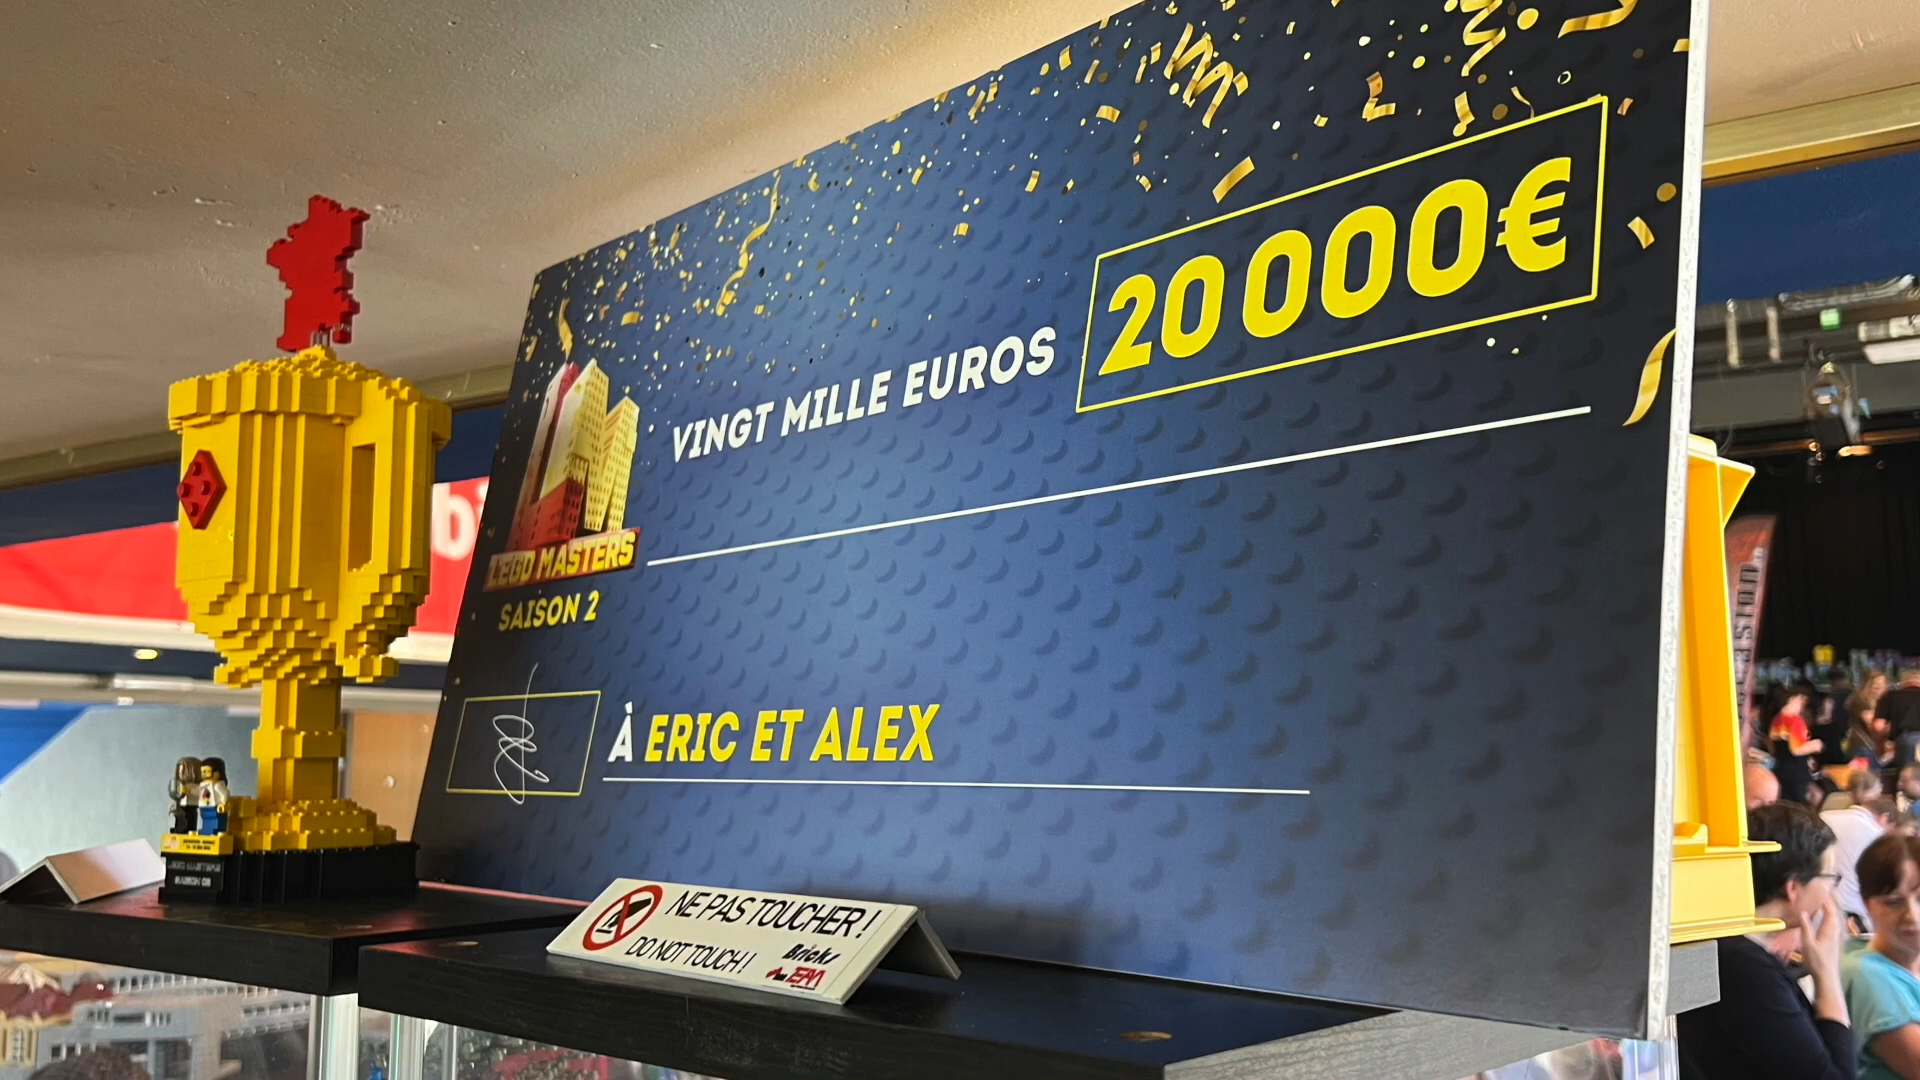 20 000€
VINGT MILLE EUROS
LEGO MASTERS
SAISON 2
À ERIC ET ALEX
NE PAS TOUCHER !
DO NOT TOUCH !
Bricks